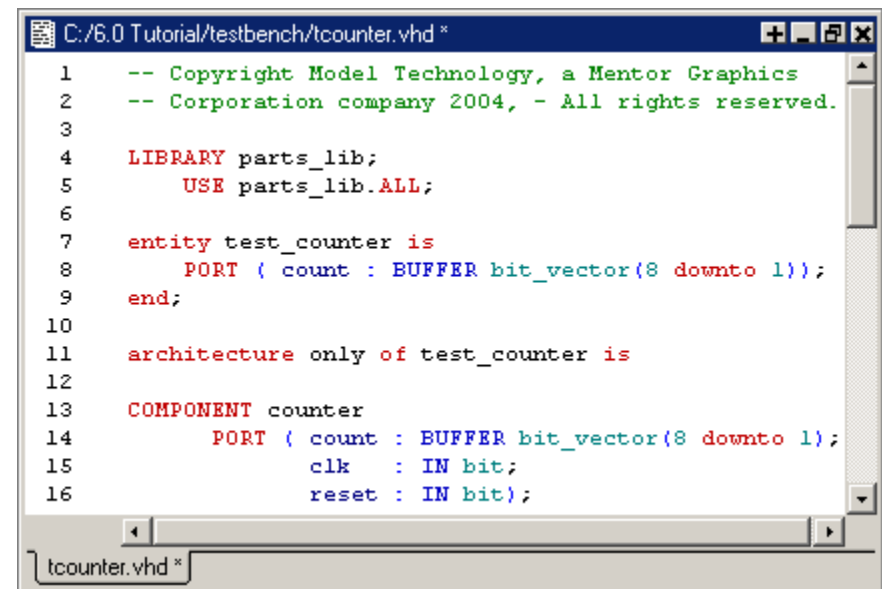 C:/6.0 Tutorial/testbench/tcounter.vhd *
1 -- Copyright Model Technology, a Mentor Graphics
2 -- Corporation company 2004, - All rights reserved.
3
4 LIBRARY parts_lib;
5 USE parts_lib.ALL;
6
7 entity test_counter is
8 PORT ( count : BUFFER bit_vector(8 downto 1));
9 end;
10
11 architecture only of test_counter is
12
13 COMPONENT counter
14 PORT ( count : BUFFER bit_vector(8 downto 1);
15 clk : IN bit;
16 reset : IN bit);
tcounter.vhd *